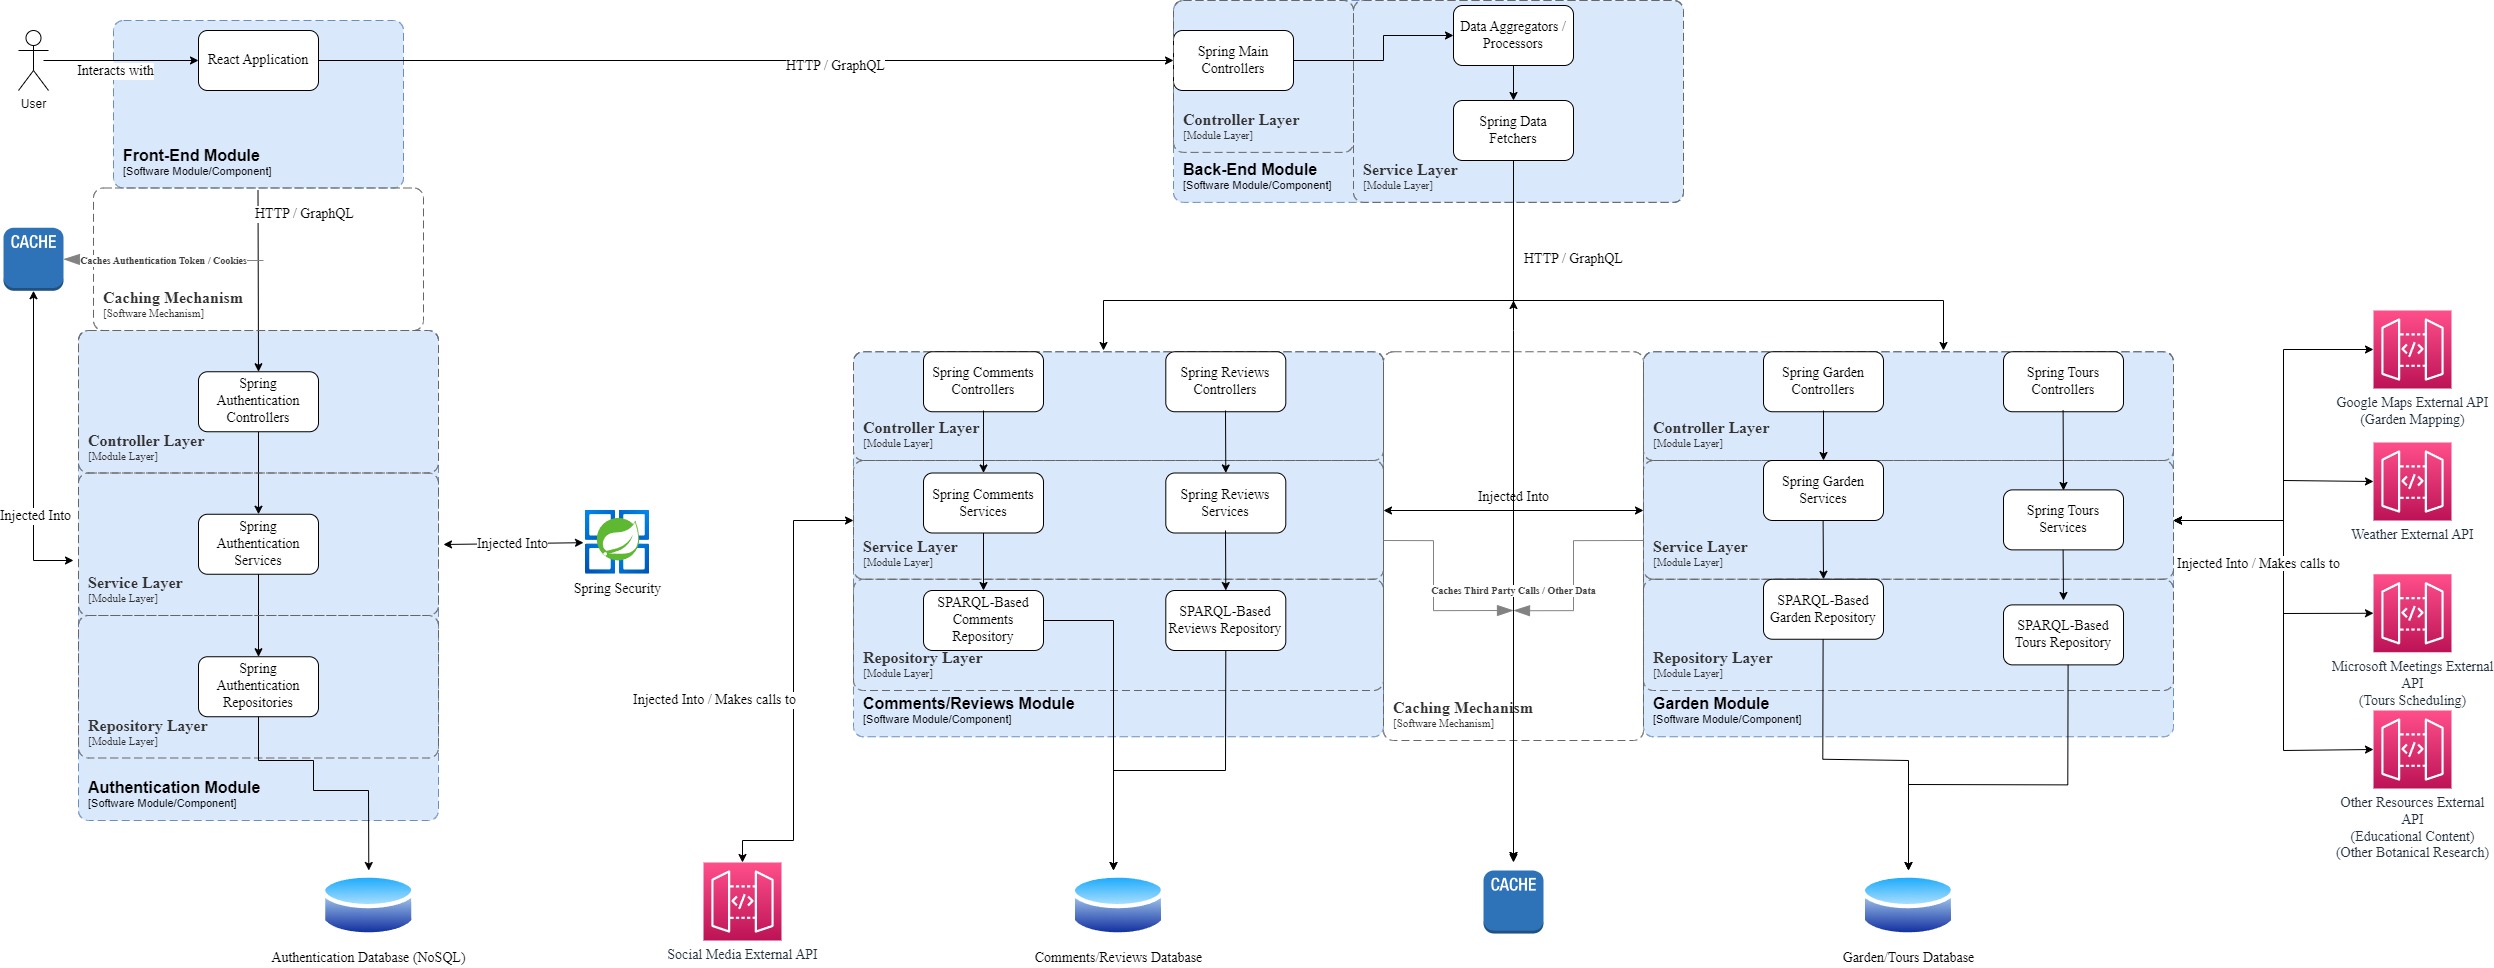 User
Interacts with
React Application
Front-End Module
[Software Module/Component]
HTTP / GraphQL
Spring Main
Controllers
Controller Layer
[Module Layer]
Back-End Module
[Software Module/Component]
Data Aggregators /
Processors
Spring Data
Fetchers
Service Layer
[Module Layer]
HTTP / GraphQL
CACHE
Caches Authentication Token / Cookies
Caching Mechanism
[Software Mechanism]
Injected Into
Spring
Authentication
Controllers
Controller Layer
[Module Layer]
Spring
Authentication
Services
Service Layer
[Module Layer]
Spring
Authentication
Repositories
Repository Layer
[Module Layer]
Authentication Module
[Software Module/Component]
Injected Into
Spring Security
Authentication Database (NoSQL)
HTTP / GraphQL
Spring Comments
Controllers
Spring Reviews
Controllers
Controller Layer
[Module Layer]
Spring Comments
Services
Spring Reviews
Services
Service Layer
[Module Layer]
SPARQL-Based
Comments
Repository
SPARQL-Based
Reviews Repository
Repository Layer
[Module Layer]
Comments/Reviews Module
[Software Module/Component]
Injected Into / Makes calls to
Social Media External API
Comments/Reviews Database
Injected Into
Caches Third Party Calls / Other Data
Caching Mechanism
[Software Mechanism]
CACHE
Spring Garden
Controllers
Spring Tours
Controllers
Controller Layer
[Module Layer]
Spring Garden
Services
Spring Tours
Services
Service Layer
[Module Layer]
SPARQL-Based
Garden Repository
SPARQL-Based
Tours Repository
Repository Layer
[Module Layer]
Garden Module
[Software Module/Component]
Garden/Tours Database
Injected Into / Makes calls to
Google Maps External API
(Garden Mapping)
Weather External API
Microsoft Meetings External
API
(Tours Scheduling)
Other Resources External
API
(Educational Content)
(Other Botanical Research)